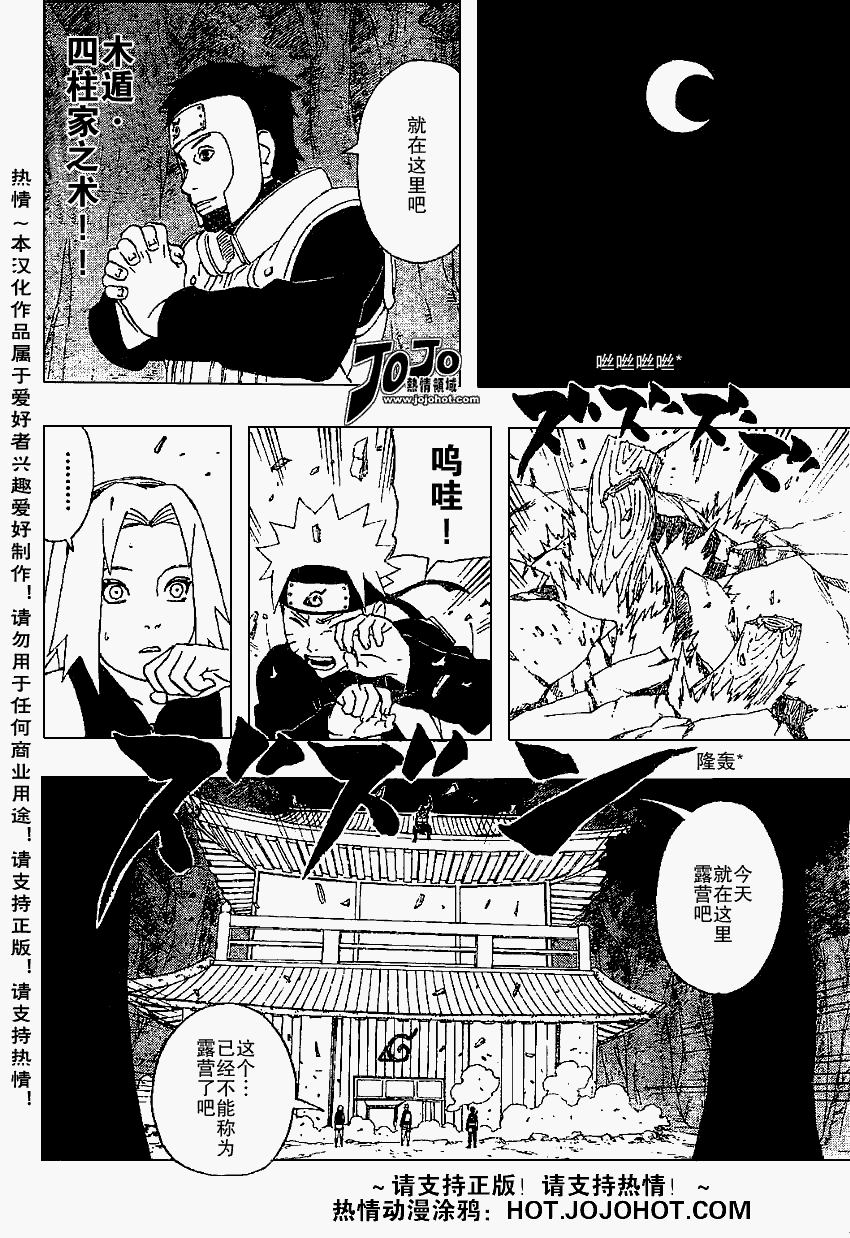 咝咝咝咝*
就在这里吧
木遁·
四柱家之术！！
JOJO
熱情領域
www.jojohot.com
ズズズズ
呜哇！
………
隆轰*
ズズズン
今天
就在这里
露营吧
这个…
已经不能称为
露营了吧
热情～本汉化作品属于爱好者兴趣爱好制作！请勿用于任何商业用途！请支持正版！请支持热情！
～请支持正版！请支持热情！～
热情动漫涂鸦：HOT.JOJOHOT.COM